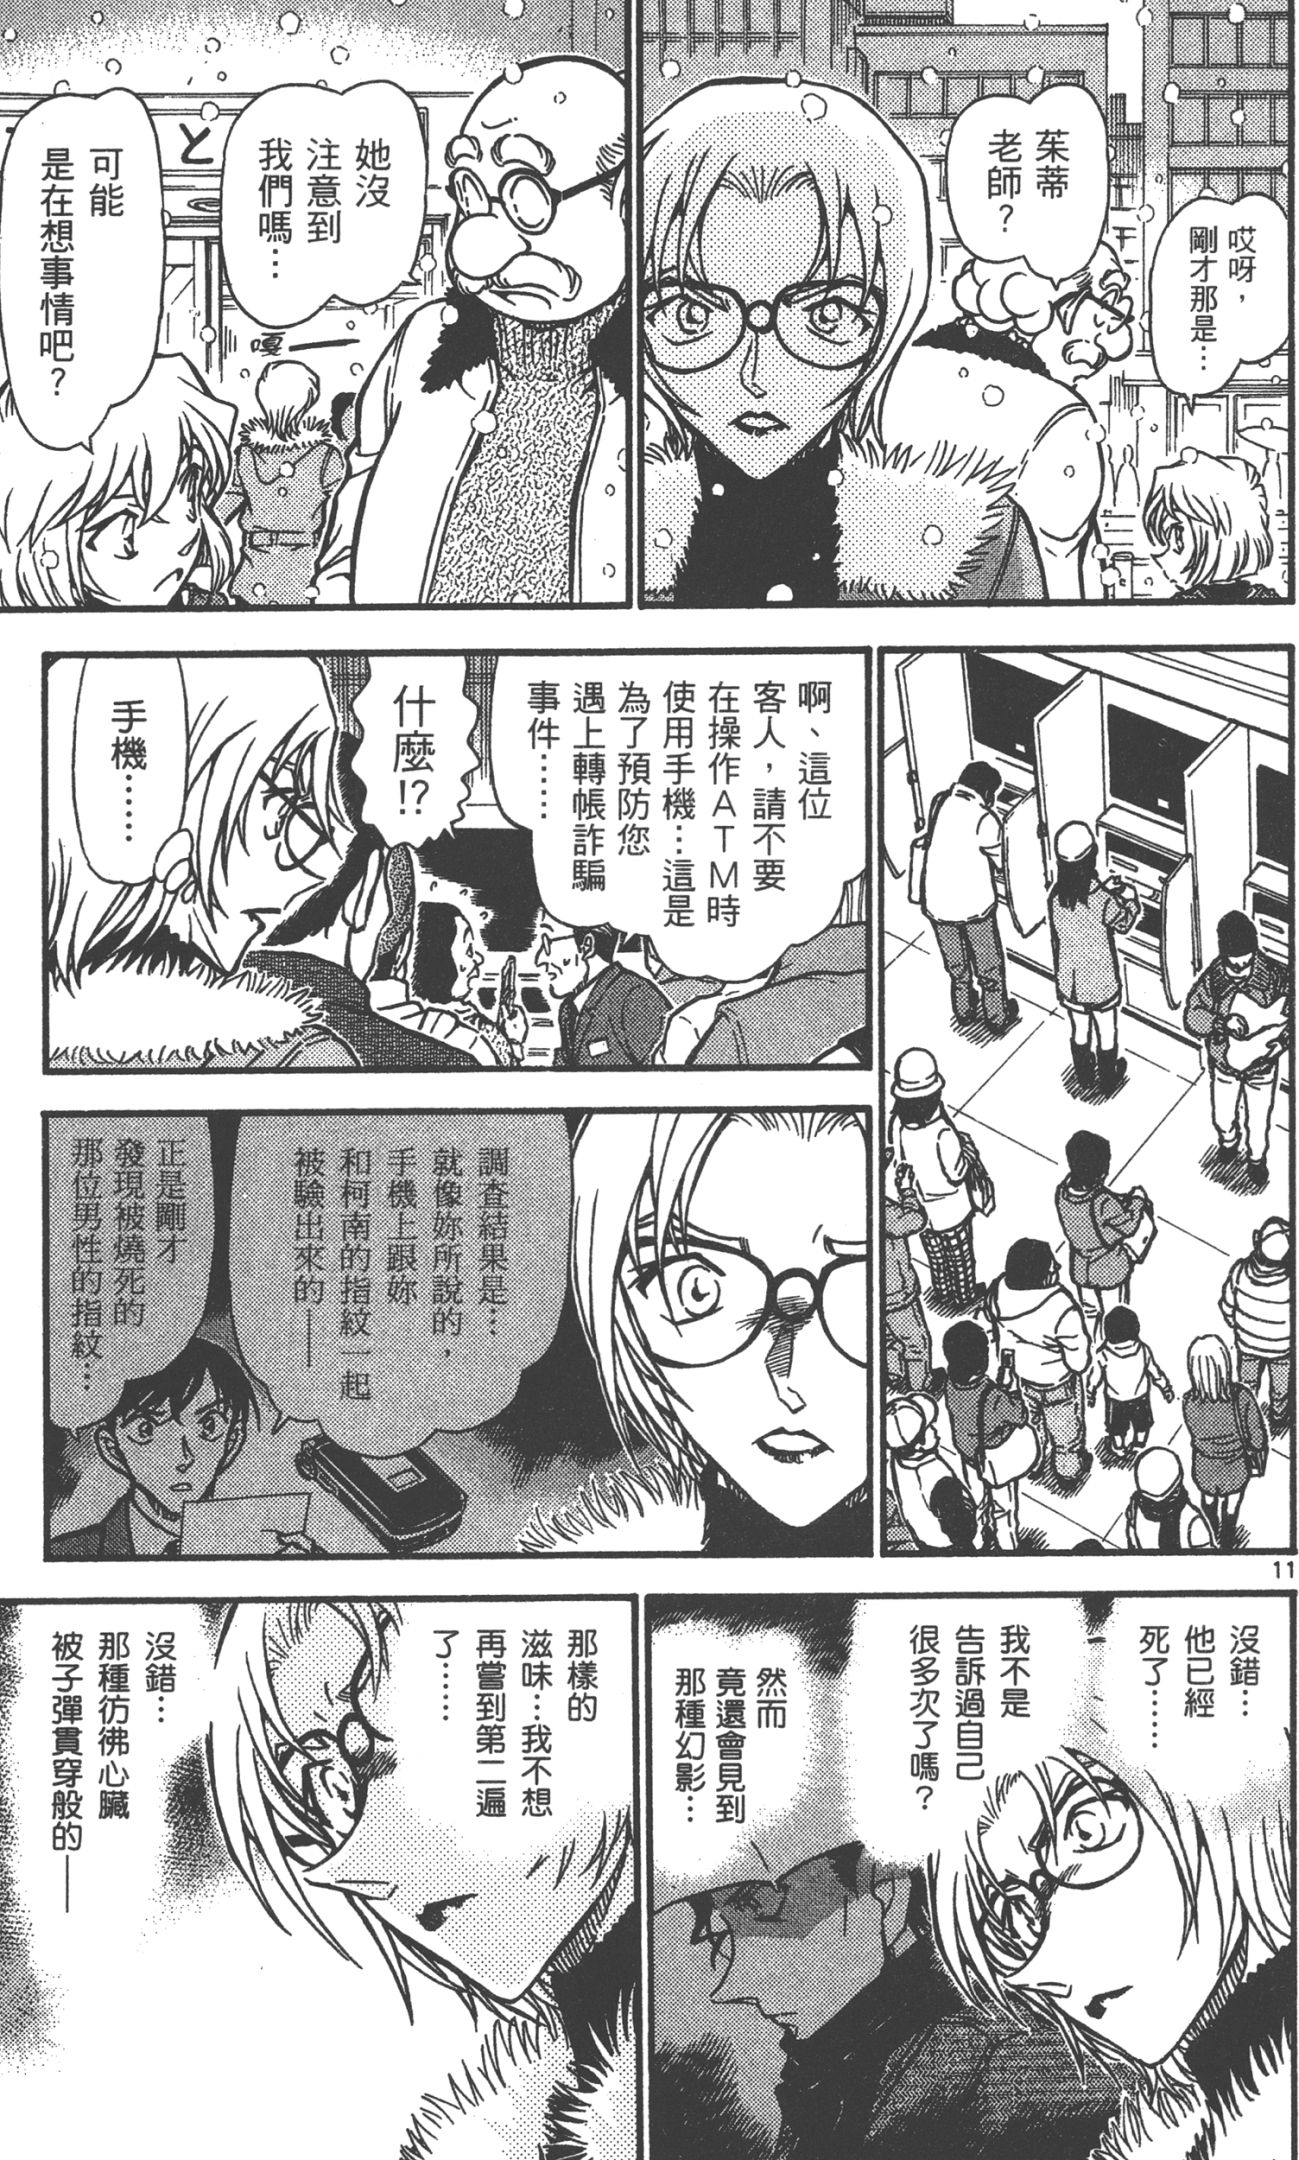 哎呀，
剛才那是…
茱蒂
老師？
她沒
注意到
我們嗎…
可能
是在想事情吧？
と
嘎——
啊、這位
客人，請不要
在操作ATM時
使用手機…這是
為了預防您
遇上轉帳詐騙
事件……
什麼!?
手機……
調查結果是…
就像妳所說的，
手機上跟妳
和柯南的指紋一起
被驗出來的——
正是剛才
發現被燒死的
那位男性的指紋…
11
沒錯…
他已經
死了……
我不是
告訴過自己
很多次了嗎？
然而
竟還會見到
那種幻影…
那樣的
滋味…我不想
再嘗到第二遍
了……
沒錯…
那種彷彿心臟
被子彈貫穿般的——